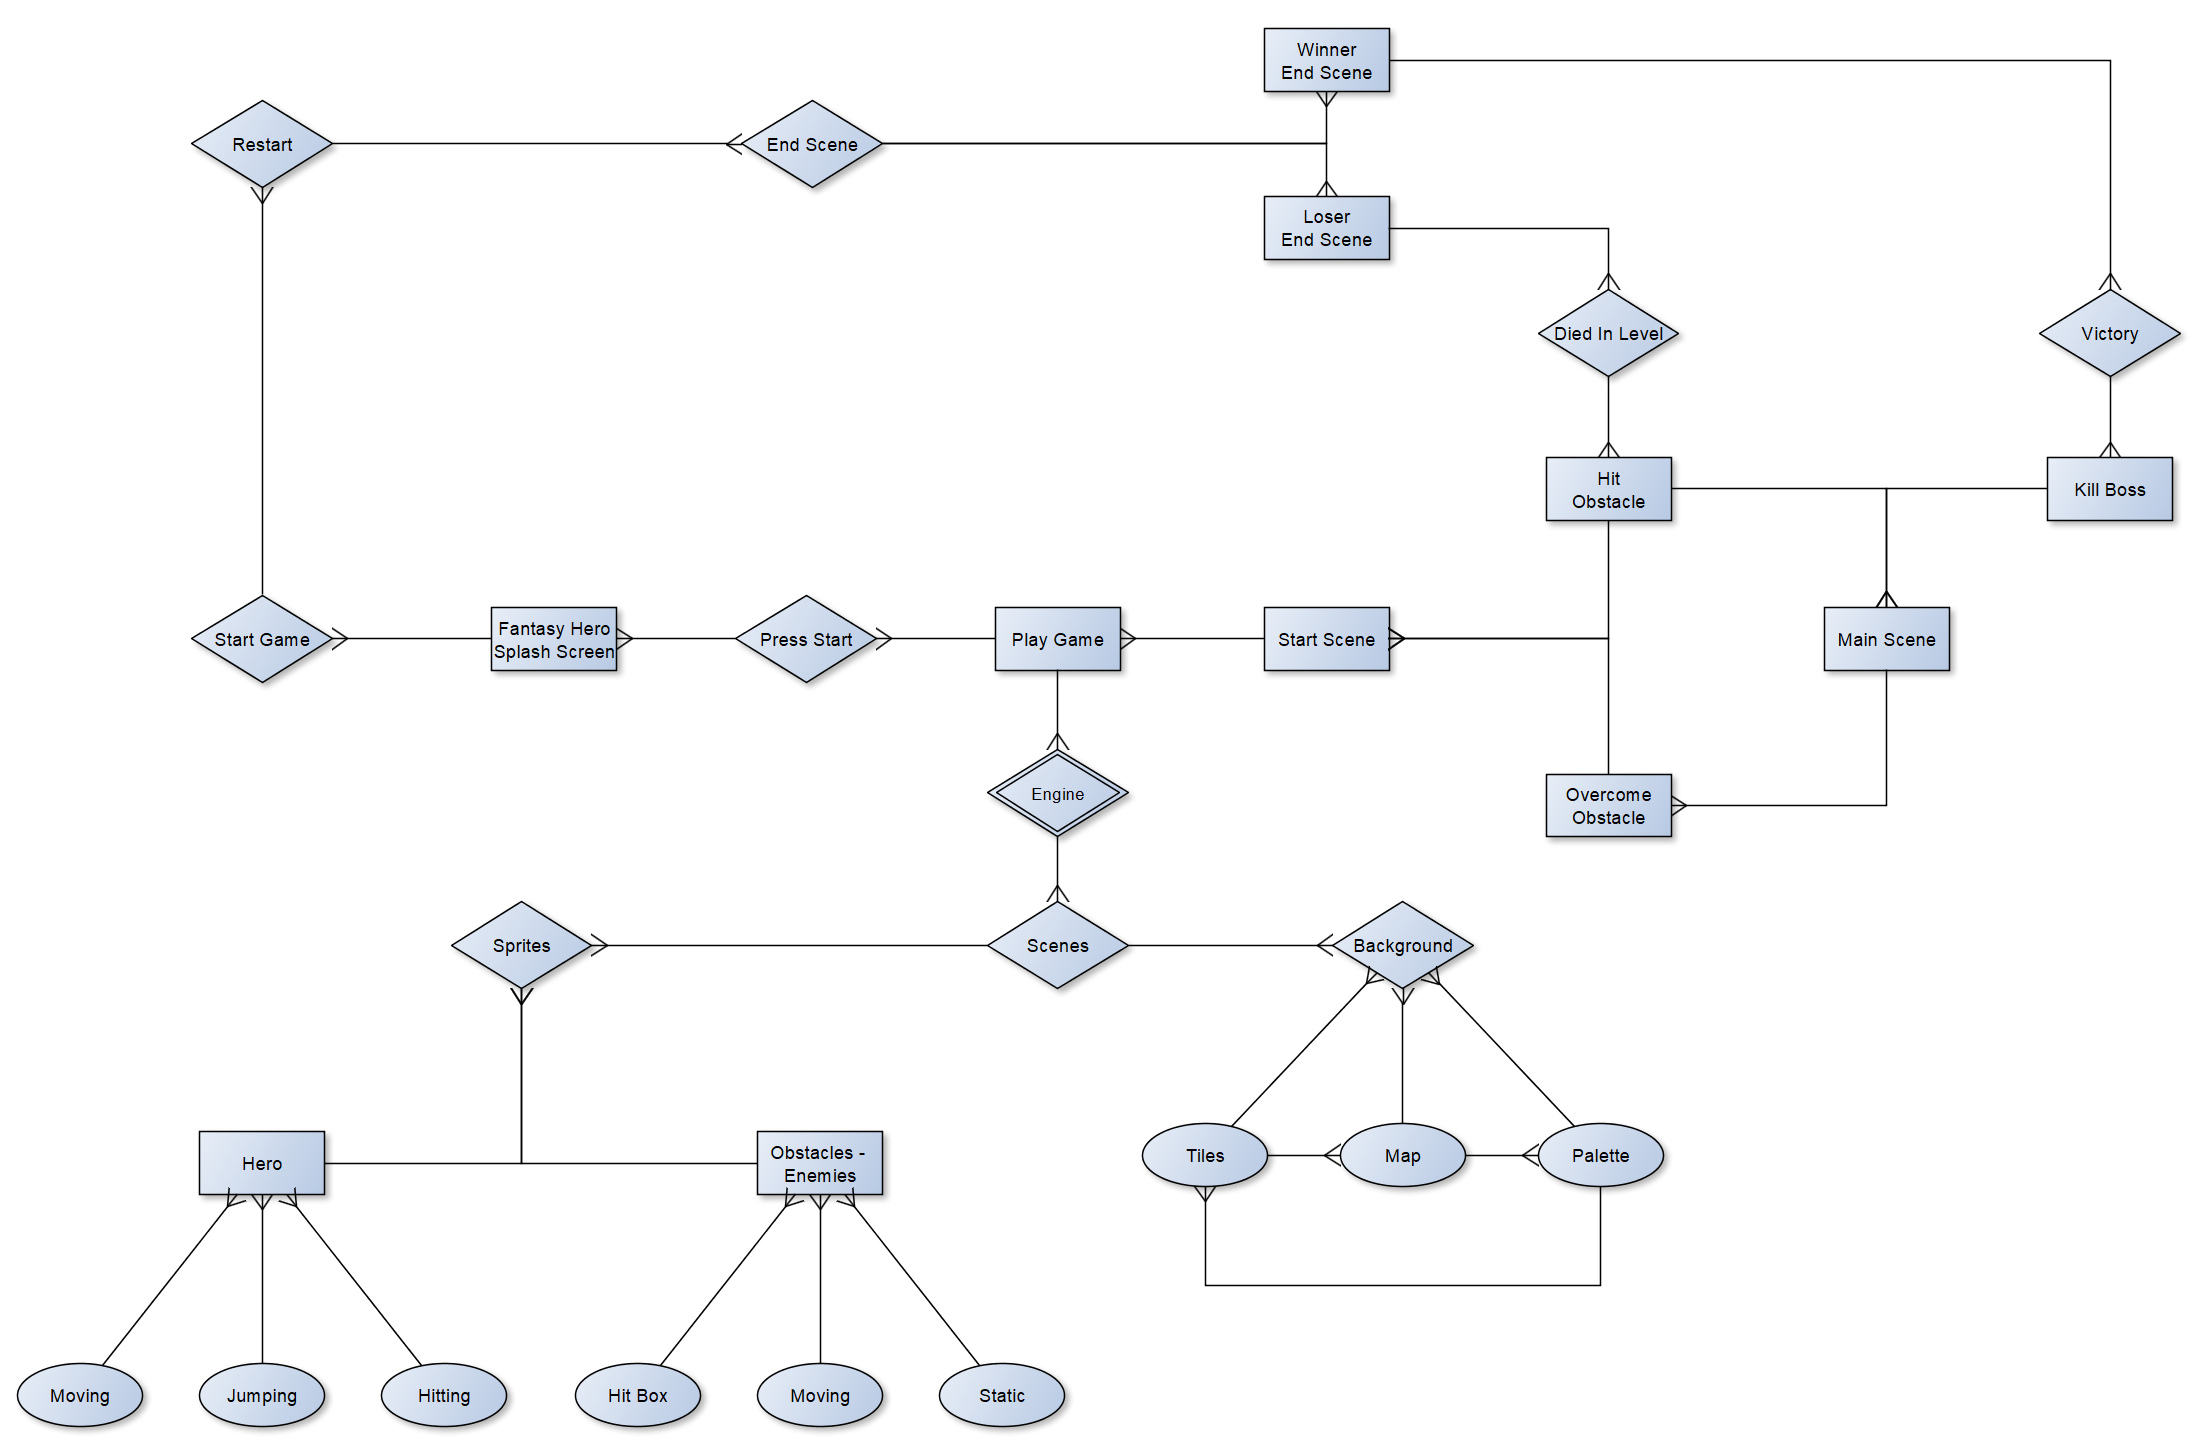 Winner
End Scene
Restart
End Scene
Loser
End Scene
Died In Level
Victory
Hit
Obstacle
Kill Boss
Start Game
Fantasy Hero
Splash Screen
Press Start
Play Game
Start Scene
Main Scene
Engine
Overcome
Obstacle
Sprites
Scenes
Background
Hero
Obstacles -
Enemies
Tiles
Map
Palette
Moving
Jumping
Hitting
Hit Box
Moving
Static